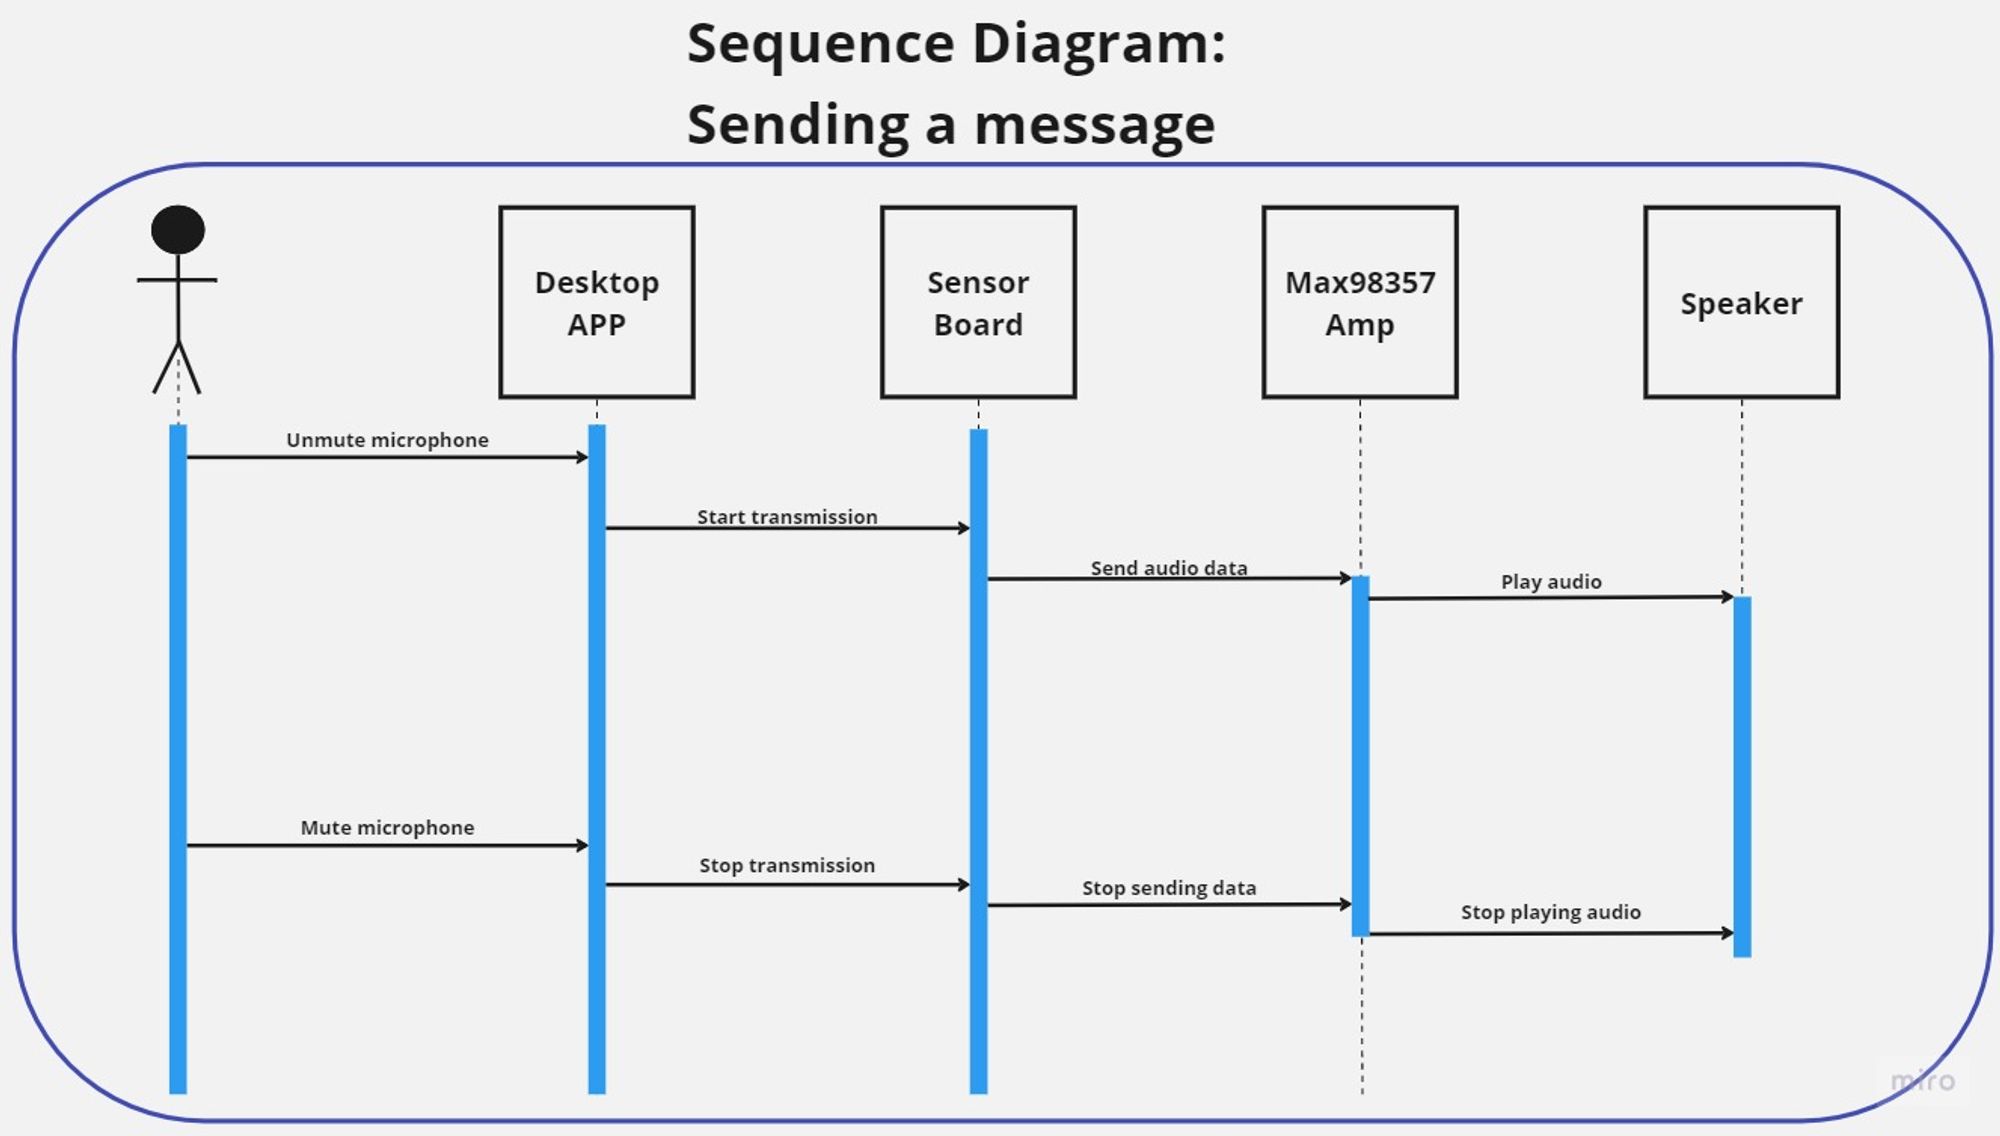 Sequence Diagram:
Sending a message
Desktop
APP
Sensor
Board
Max98357
Amp
Speaker
Unmute microphone
Start transmission
Send audio data
Play audio
Mute microphone
Stop transmission
Stop sending data
Stop playing audio
miro